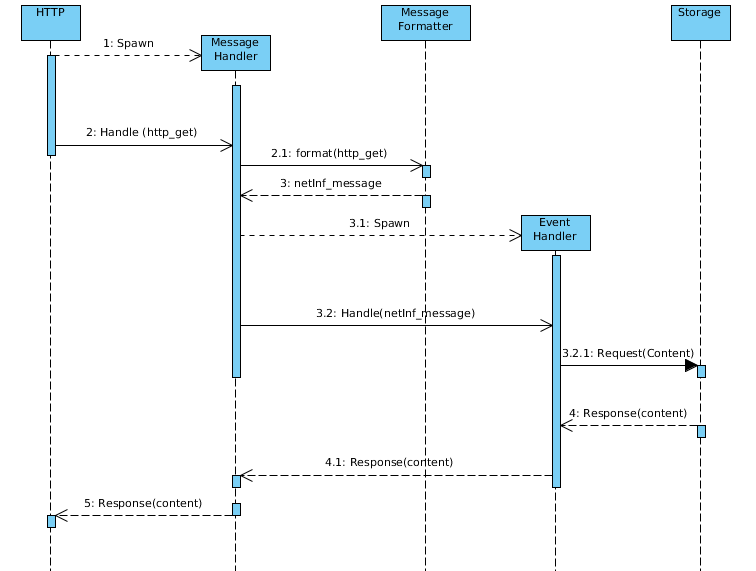 HTTP
Message
Formatter
Storage
Message
Handler
1: Spawn
2: Handle (http_get)
2.1: format(http_get)
3: netInf_message
3.1: Spawn
Event
Handler
3.2: Handle(netInf_message)
3.2.1: Request(Content)
4: Response(content)
4.1: Response(content)
5: Response(content)